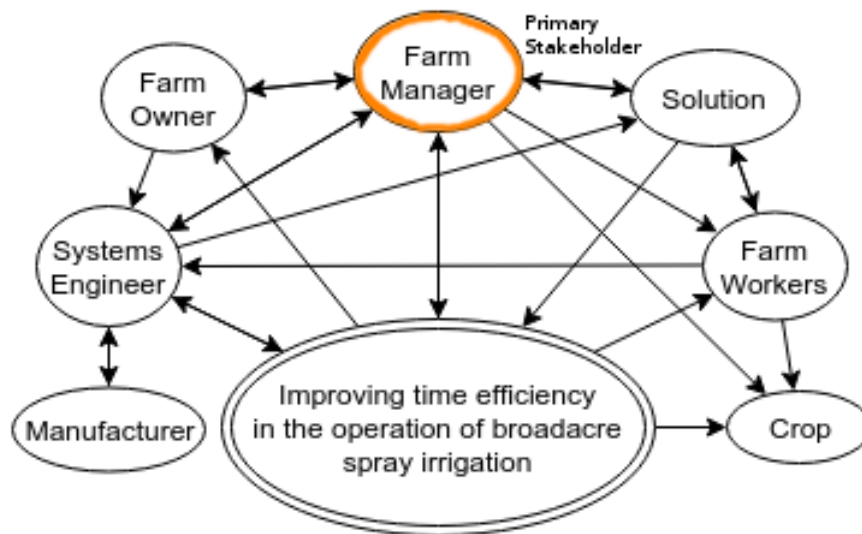 Primary
Stakeholder
Farm
Manager
Farm
Owner
Solution
Systems
Engineer
Farm
Workers
Improving time efficiency
in the operation of broadacre
spray irrigation
Manufacturer
Crop